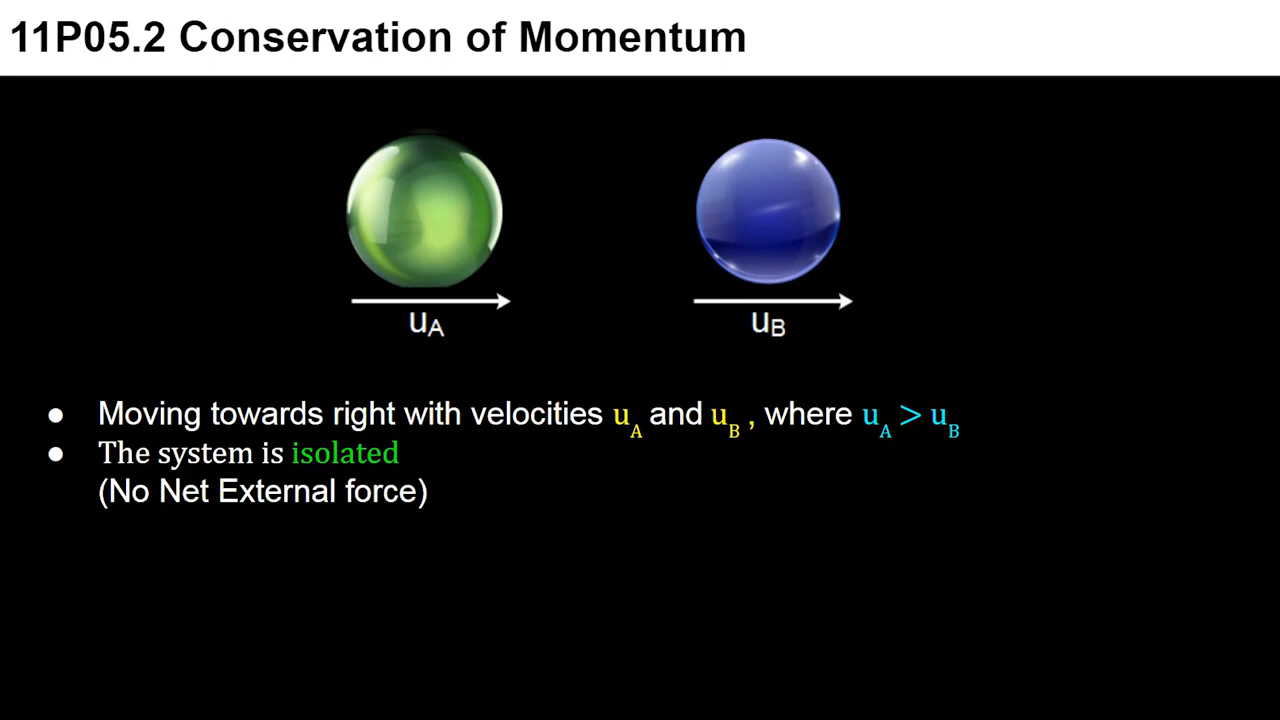 11P05.2 Conservation of Momentum
uA uB
● Moving towards right with velocities uA and uB , where uA > uB
● The system is isolated
(No Net External force)